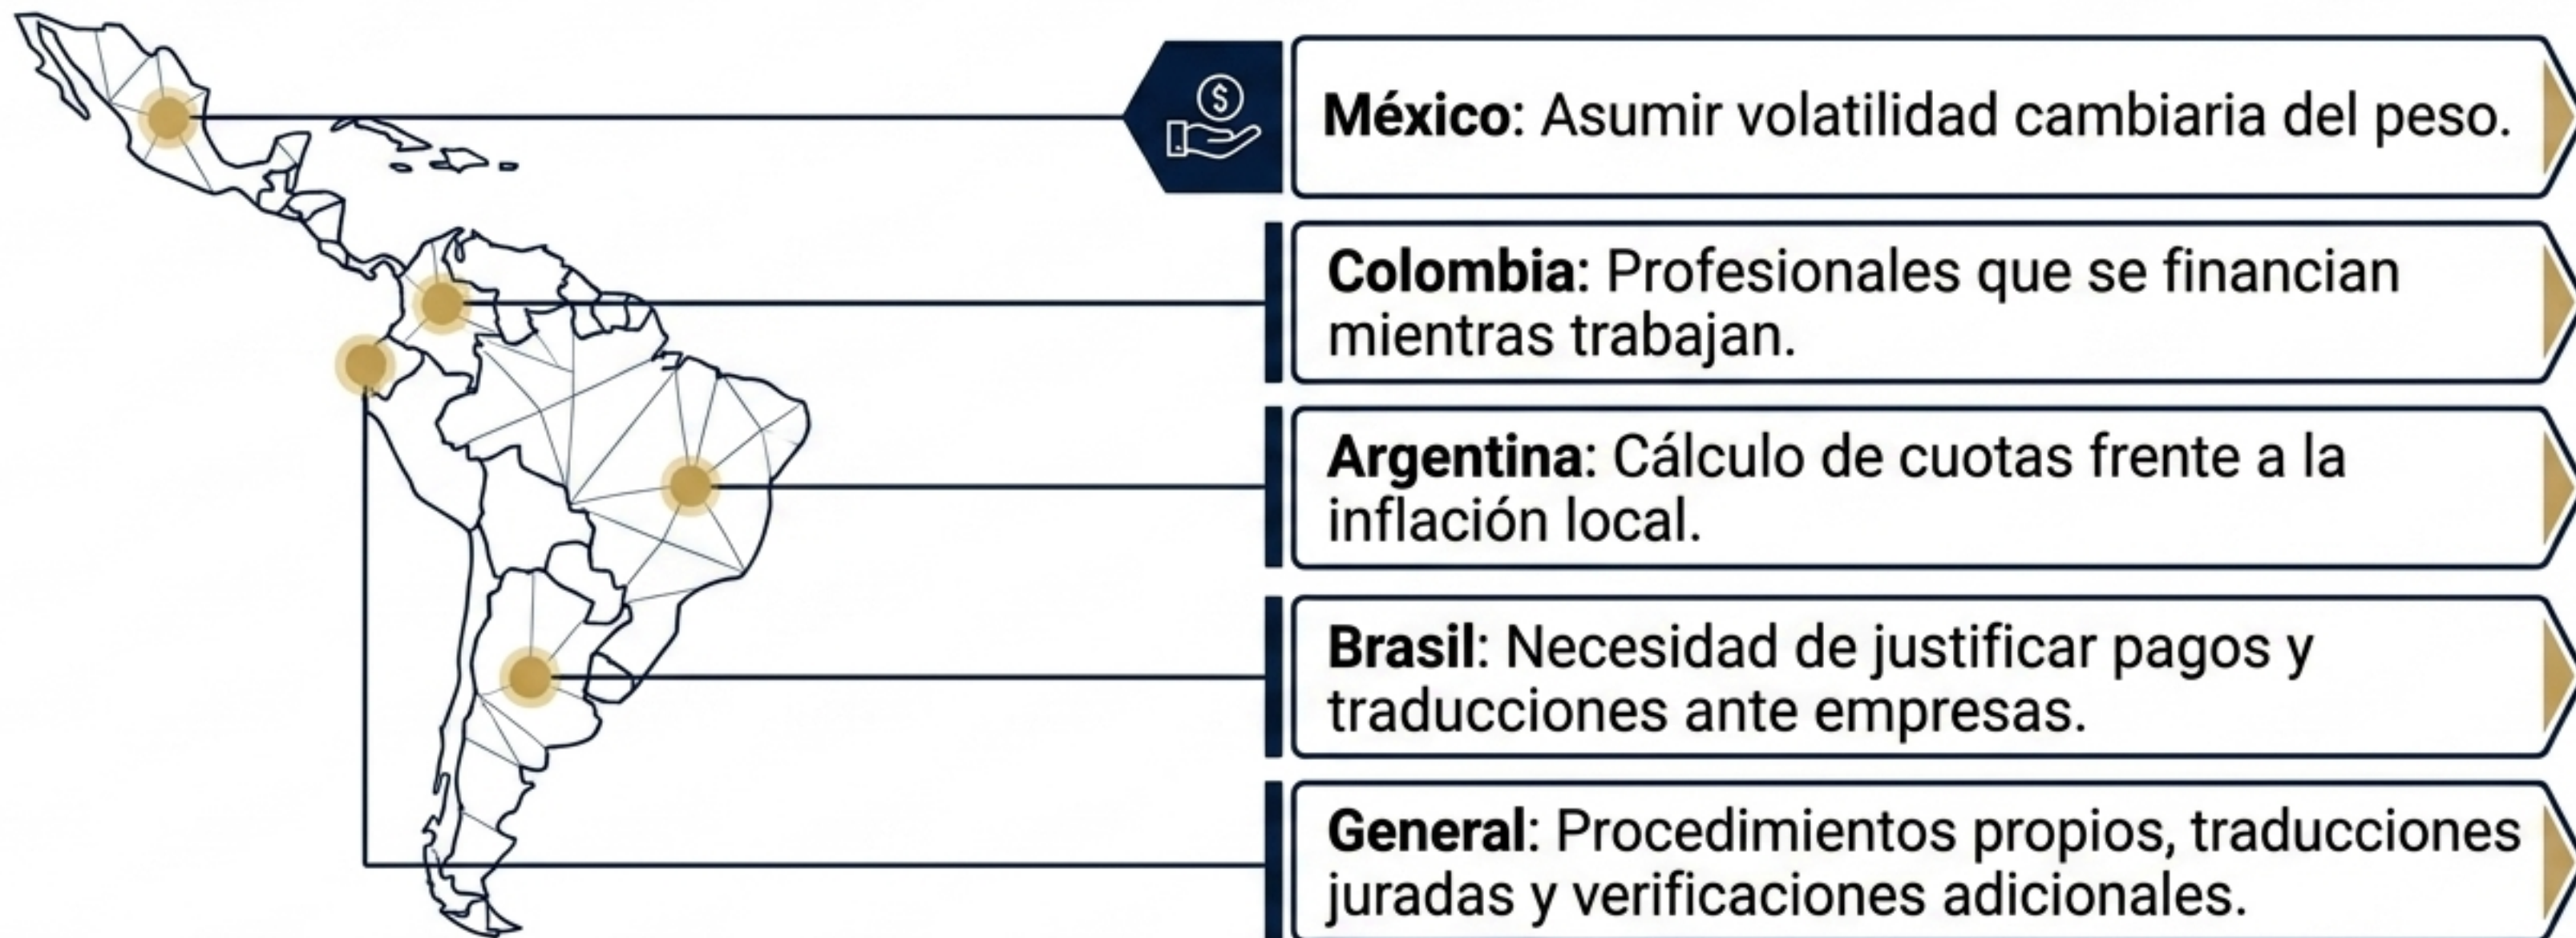 $
México: Asumir volatilidad cambiaria del peso.
Colombia: Profesionales que se financian
mientras trabajan.
Argentina: Cálculo de cuotas frente a la
inflación local.
Brasil: Necesidad de justificar pagos y
traducciones ante empresas.
General: Procedimientos propios, traducciones
juradas y verificaciones adicionales.